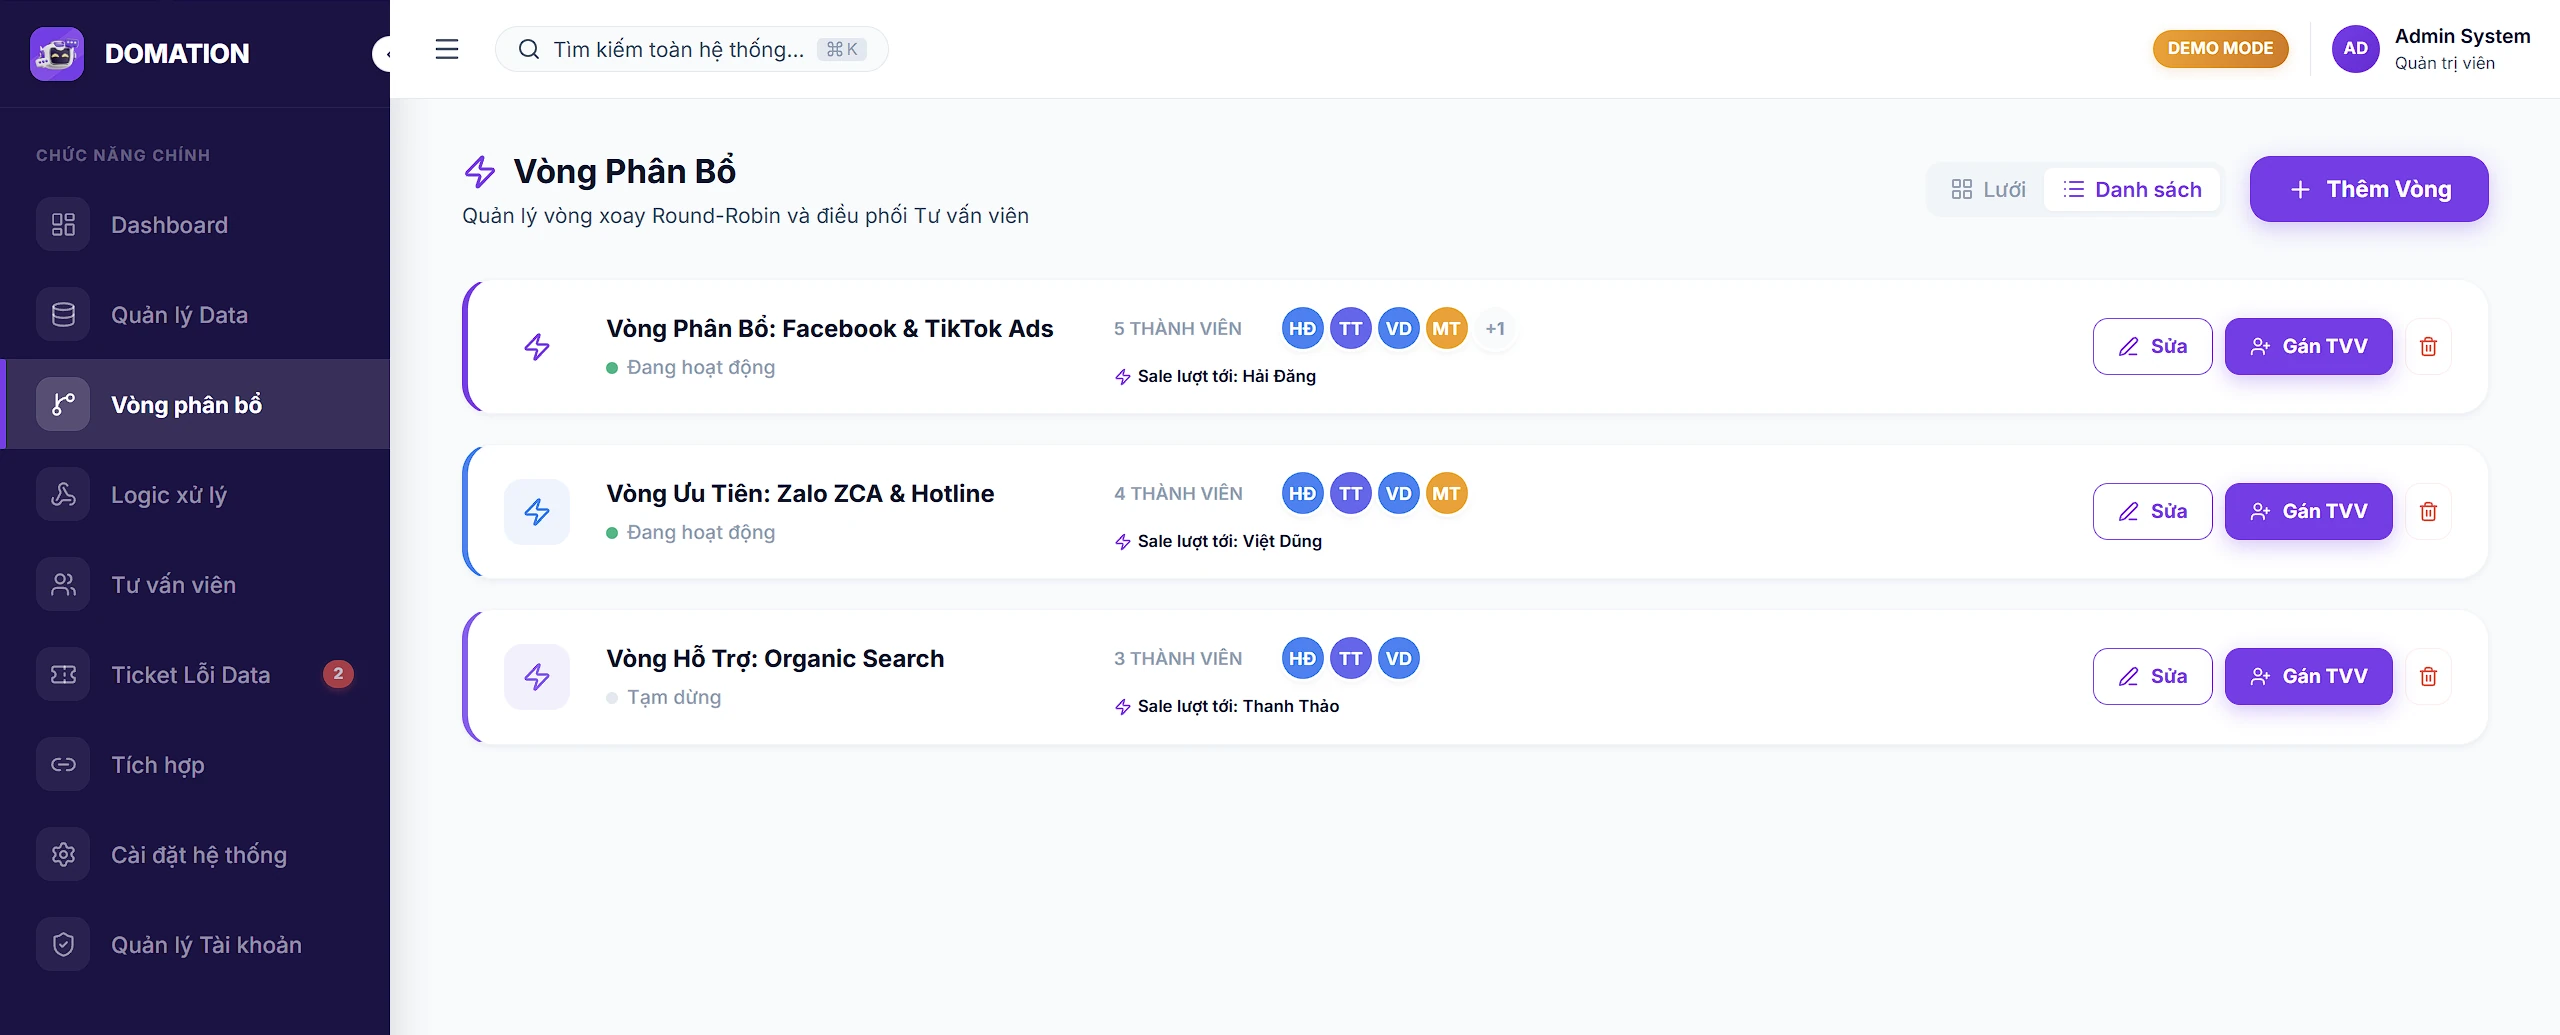 DOMATION
Tìm kiếm toàn hệ thống... ⌘K
DEMO MODE
AD
Admin System
Quản trị viên
CHỨC NĂNG CHÍNH
Dashboard
Quản lý Data
Vòng phân bổ
Logic xử lý
Tư vấn viên
Ticket Lỗi Data 2
Tích hợp
Cài đặt hệ thống
Quản lý Tài khoản
Vòng Phân Bổ
Quản lý vòng xoay Round-Robin và điều phối Tư vấn viên
Lưới
Danh sách
+ Thêm Vòng
Vòng Phân Bổ: Facebook & TikTok Ads
Đang hoạt động
5 THÀNH VIÊN HĐ TT VD MT +1
Sale lượt tới: Hải Đăng
Sửa
Gán TVV
Vòng Ưu Tiên: Zalo ZCA & Hotline
Đang hoạt động
4 THÀNH VIÊN HĐ TT VD MT
Sale lượt tới: Việt Dũng
Sửa
Gán TVV
Vòng Hỗ Trợ: Organic Search
Tạm dừng
3 THÀNH VIÊN HĐ TT VD
Sale lượt tới: Thanh Thảo
Sửa
Gán TVV